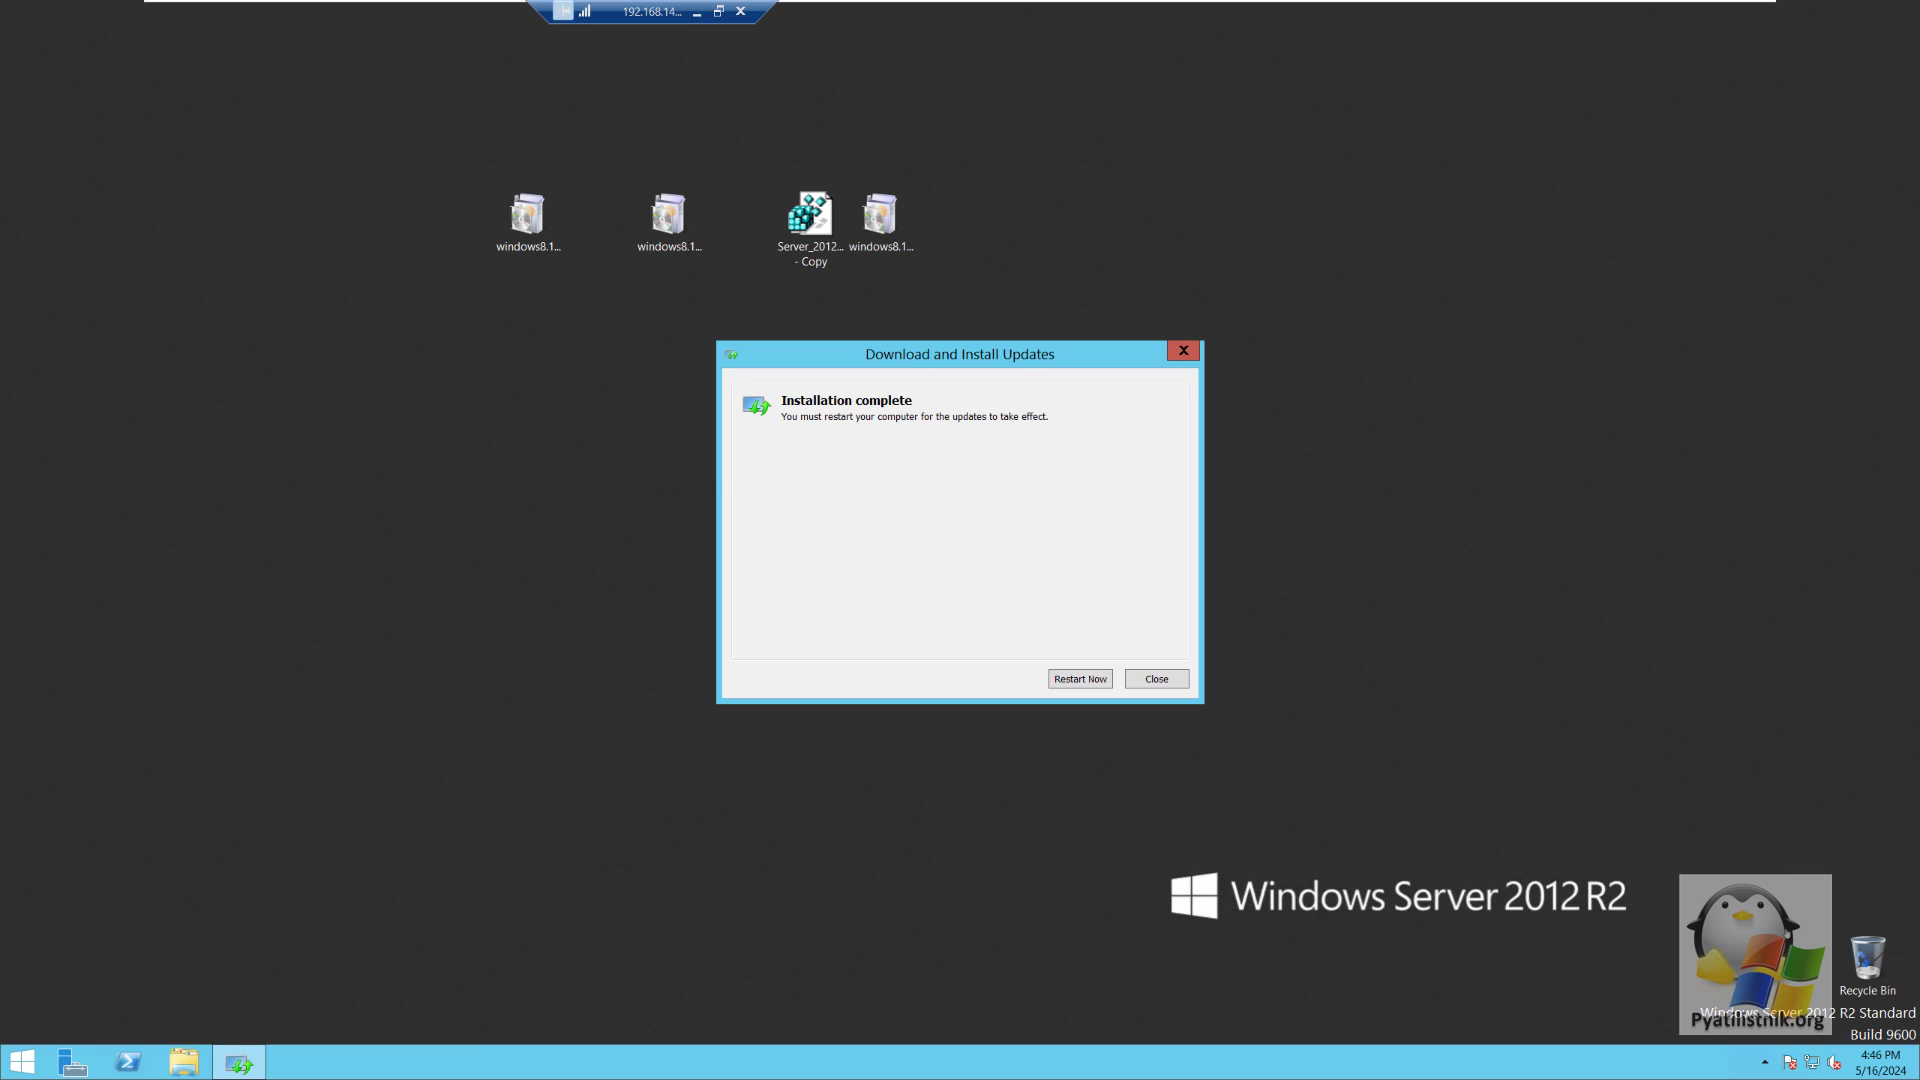 192.168.14...
windows8.1...
windows8.1...
Server_2012...
- Copy
windows8.1...
Download and Install Updates
Installation complete
You must restart your computer for the updates to take effect.
Restart Now
Close
Windows Server 2012 R2
Recycle Bin
Windows Server 2012 R2 Standard
Pyatilistnik.org
Build 9600
4:46 PM
5/16/2024